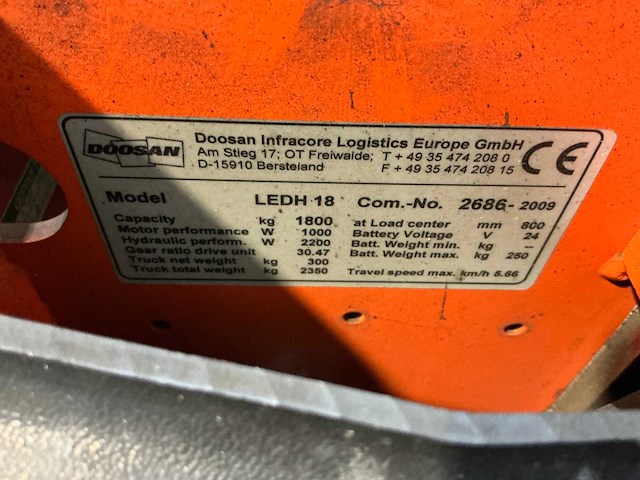 DOOSAN
Doosan Infracore Logistics Europe GmbH
Am Stieg 17; OT Freiwalde; T + 49 35 474 208 0
D-15910 Bersteland F + 49 35 474 208 15
CE
Model LEDH 18 Com.-No. 2686-2009
Capacity kg 1800 at Load center mm 800
Motor performance W 1000 Battery Voltage V 24
Hydraulic perform. W 2200 Batt. Weight min. kg --
Gear ratio drive unit 30.47 Batt. Weight max. kg 250
Truck net weight kg 300
Truck total weight kg 2350 Travel speed max. km/h 5.66